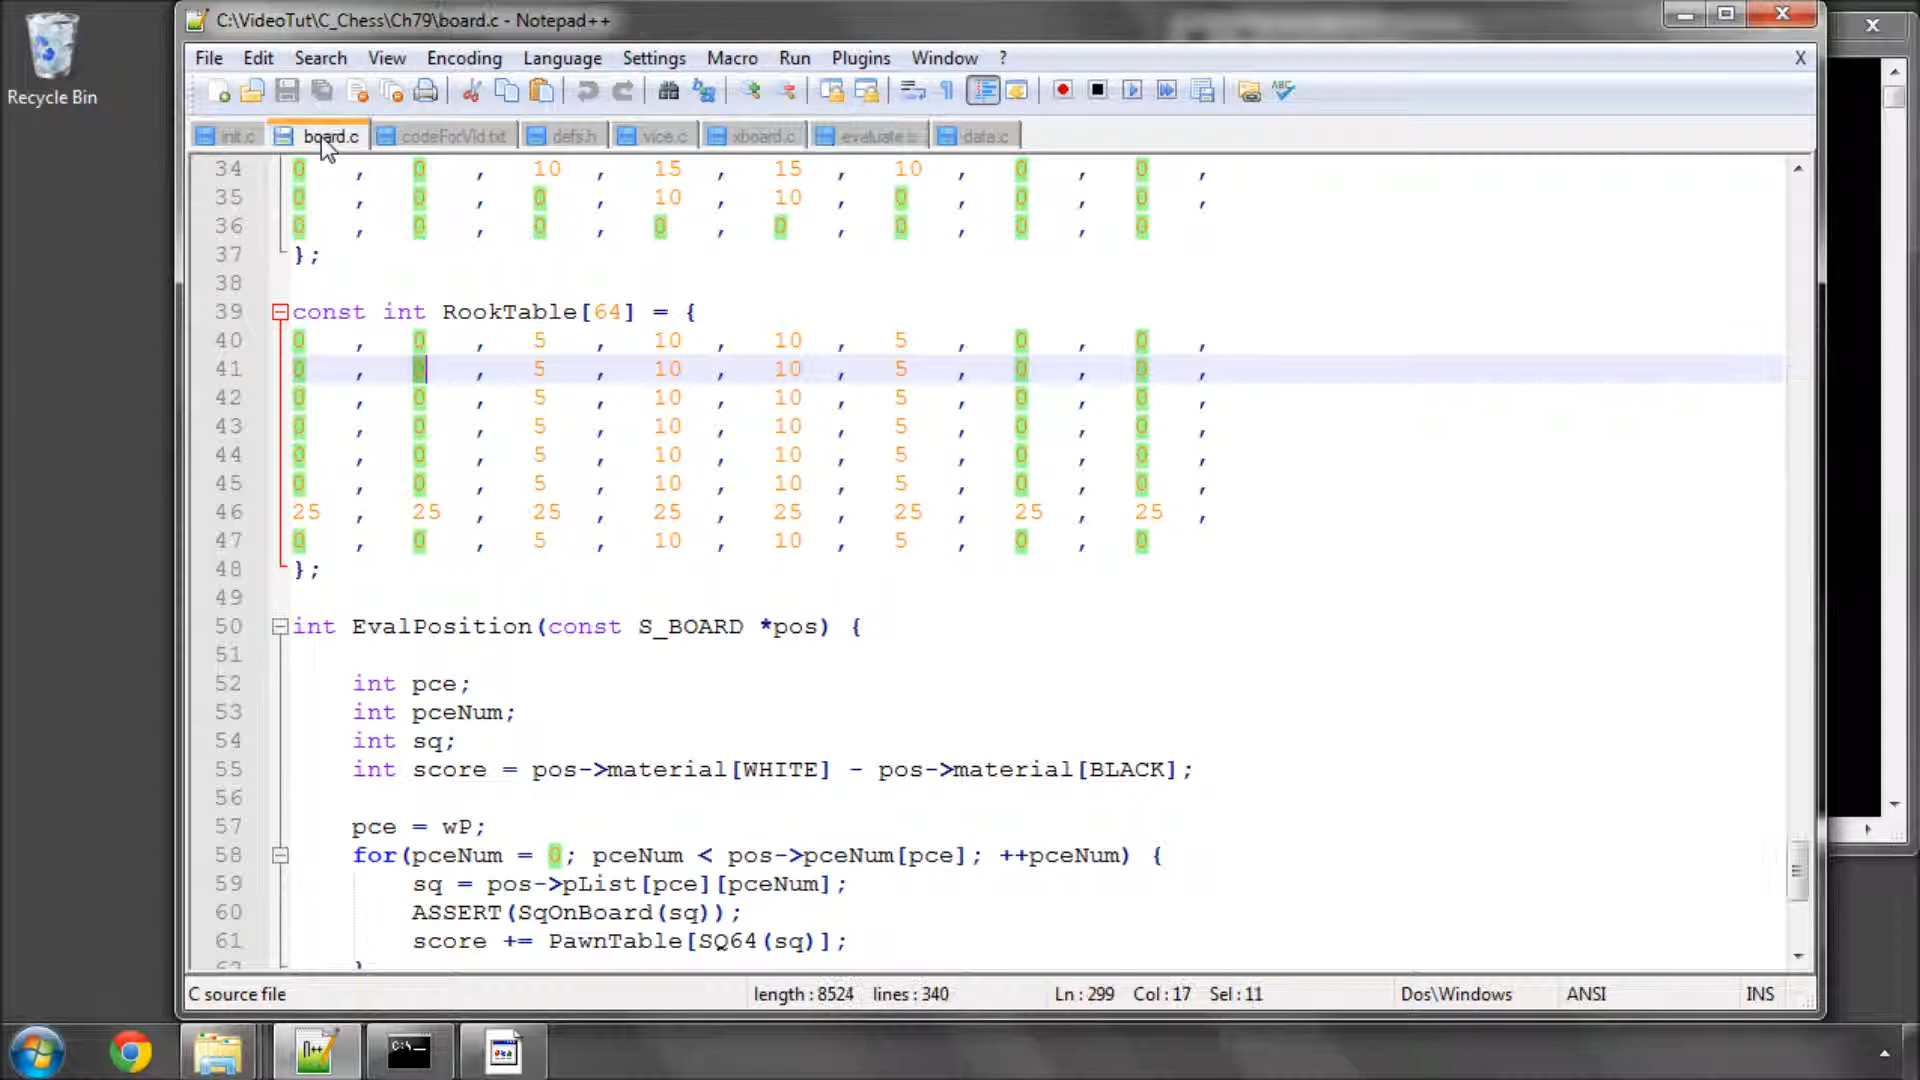 C:\VideoTut\C_Chess\Ch79\board.c - Notepad++
File Edit Search View Encoding Language Settings Macro Run Plugins Window ? X
Recycle Bin
init.c board.c codeForVid.txt defs.h vice.c xboard.c evaluate.c data.c
34 0 , 0 , 10 , 15 , 15 , 10 , 0 , 0 ,
35 0 , 0 , 0 , 10 , 10 , 0 , 0 , 0 ,
36 0 , 0 , 0 , 0 , 0 , 0 , 0 , 0
37 };
38
39 const int RookTable[64] = {
40 0 , 0 , 5 , 10 , 10 , 5 , 0 , 0 ,
41 0 , 0 , 5 , 10 , 10 , 5 , 0 , 0 ,
42 0 , 0 , 5 , 10 , 10 , 5 , 0 , 0 ,
43 0 , 0 , 5 , 10 , 10 , 5 , 0 , 0 ,
44 0 , 0 , 5 , 10 , 10 , 5 , 0 , 0 ,
45 0 , 0 , 5 , 10 , 10 , 5 , 0 , 0 ,
46 25 , 25 , 25 , 25 , 25 , 25 , 25 , 25 ,
47 0 , 0 , 5 , 10 , 10 , 5 , 0 , 0
48 };
49
50 int EvalPosition(const S_BOARD *pos) {
51
52 int pce;
53 int pceNum;
54 int sq;
55 int score = pos->material[WHITE] - pos->material[BLACK];
56
57 pce = wP;
58 for(pceNum = 0; pceNum < pos->pceNum[pce]; ++pceNum) {
59 sq = pos->pList[pce][pceNum];
60 ASSERT(SqOnBoard(sq));
61 score += PawnTable[SQ64(sq)];
C source file length : 8524 lines : 340 Ln : 299 Col : 17 Sel : 11 Dos\Windows ANSI INS